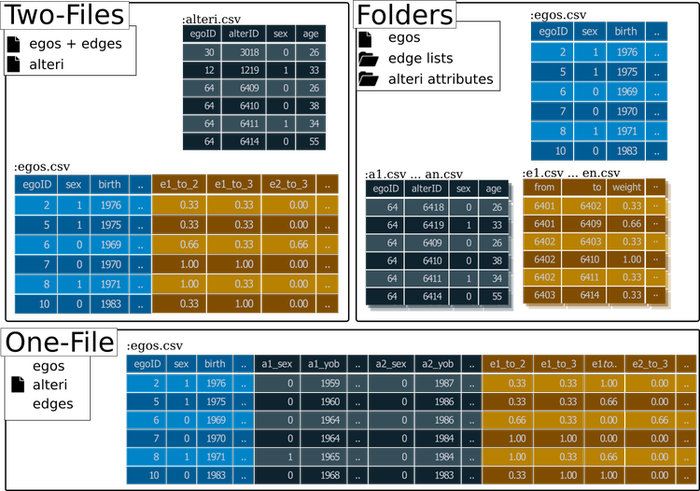 Two-Files
egos + edges
alteri
:alteri.csv
egoID alterID sex age
30 3018 0 26
12 1219 1 33
64 6409 0 26
64 6410 0 38
64 6411 1 34
64 6414 0 55
:egos.csv
egoID sex birth .. e1_to_2 e1_to_3 e2_to_3 ..
2 1 1976 .. 0.33 0.33 0.00 ..
5 1 1975 .. 0.33 0.33 0.00 ..
6 0 1969 .. 0.66 0.33 0.66 ..
7 0 1970 .. 1.00 1.00 0.00 ..
8 1 1971 .. 1.00 0.33 0.00 ..
10 0 1983 .. 0.33 1.00 0.00 ..
Folders
egos
edge lists
alteri attributes
:egos.csv
egoID sex birth ..
2 1 1976 ..
5 1 1975 ..
6 0 1969 ..
7 0 1970 ..
8 1 1971 ..
10 0 1983 ..
:a1.csv ... an.csv
egoID alterID sex age
64 6418 0 26
64 6419 1 33
64 6409 0 26
64 6410 0 38
64 6411 1 34
64 6414 0 55
:e1.csv ... en.csv
from to weight ..
6401 6402 0.33 ..
6401 6409 0.66 ..
6402 6403 0.33 ..
6402 6410 1.00 ..
6402 6411 0.33 ..
6403 6414 0.33 ..
One-File
egos
alteri
edges
:egos.csv
egoID sex birth .. a1_sex a1_yob .. a2_sex a2_yob .. e1_to_2 e1_to_3 e1to.. e2_to_3 ..
2 1 1976 .. 0 1959 .. 0 1987 .. 0.33 0.33 1.00 0.00 ..
5 1 1975 .. 0 1960 .. 0 1986 .. 0.33 0.33 0.66 0.00 ..
6 0 1969 .. 0 1964 .. 0 1986 .. 0.66 0.33 0.00 0.66 ..
7 0 1970 .. 0 1964 .. 0 1984 .. 1.00 1.00 0.00 0.00 ..
8 1 1971 .. 1 1965 .. 0 1984 .. 1.00 0.33 0.66 0.00 ..
10 0 1983 .. 0 1968 .. 0 1983 .. 0.33 1.00 1.00 0.00 ..